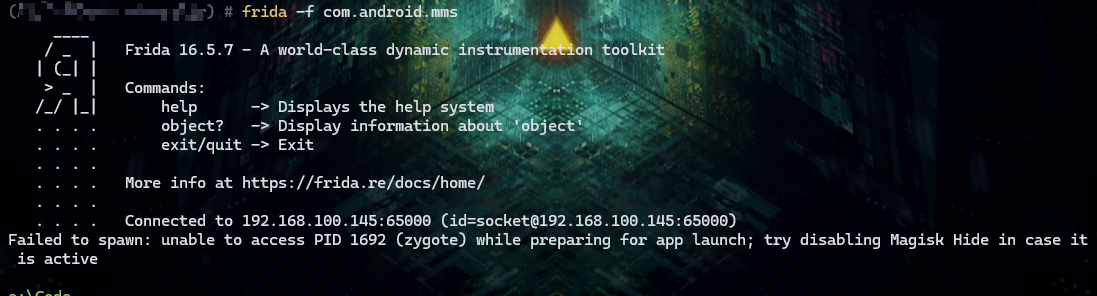 # frida -f com.android.mms
Frida 16.5.7 - A world-class dynamic instrumentation toolkit
Commands:
help -> Displays the help system
object? -> Display information about 'object'
exit/quit -> Exit
More info at https://frida.re/docs/home/
Connected to 192.168.100.145:65000 (id=socket@192.168.100.145:65000)
Failed to spawn: unable to access PID 1692 (zygote) while preparing for app launch; try disabling Magisk Hide in case it
is active